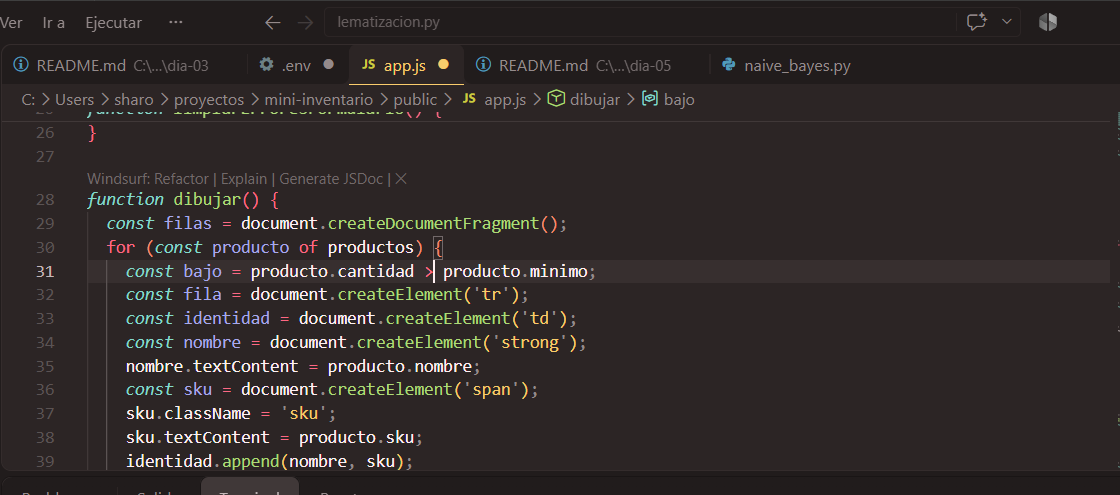 Ver Ir a Ejecutar ··· lematizacion.py
README.md C:\...\dia-03 .env JS app.js README.md C:\...\dia-05 naive_bayes.py
C: > Users > sharo > proyectos > mini-inventario > public > JS app.js > dibujar > bajo
26 }
27
Windsurf: Refactor | Explain | Generate JSDoc | ×
28 function dibujar() {
29 const filas = document.createDocumentFragment();
30 for (const producto of productos) {
31 const bajo = producto.cantidad > producto.minimo;
32 const fila = document.createElement('tr');
33 const identidad = document.createElement('td');
34 const nombre = document.createElement('strong');
35 nombre.textContent = producto.nombre;
36 const sku = document.createElement('span');
37 sku.className = 'sku';
38 sku.textContent = producto.sku;
39 identidad.append(nombre, sku);